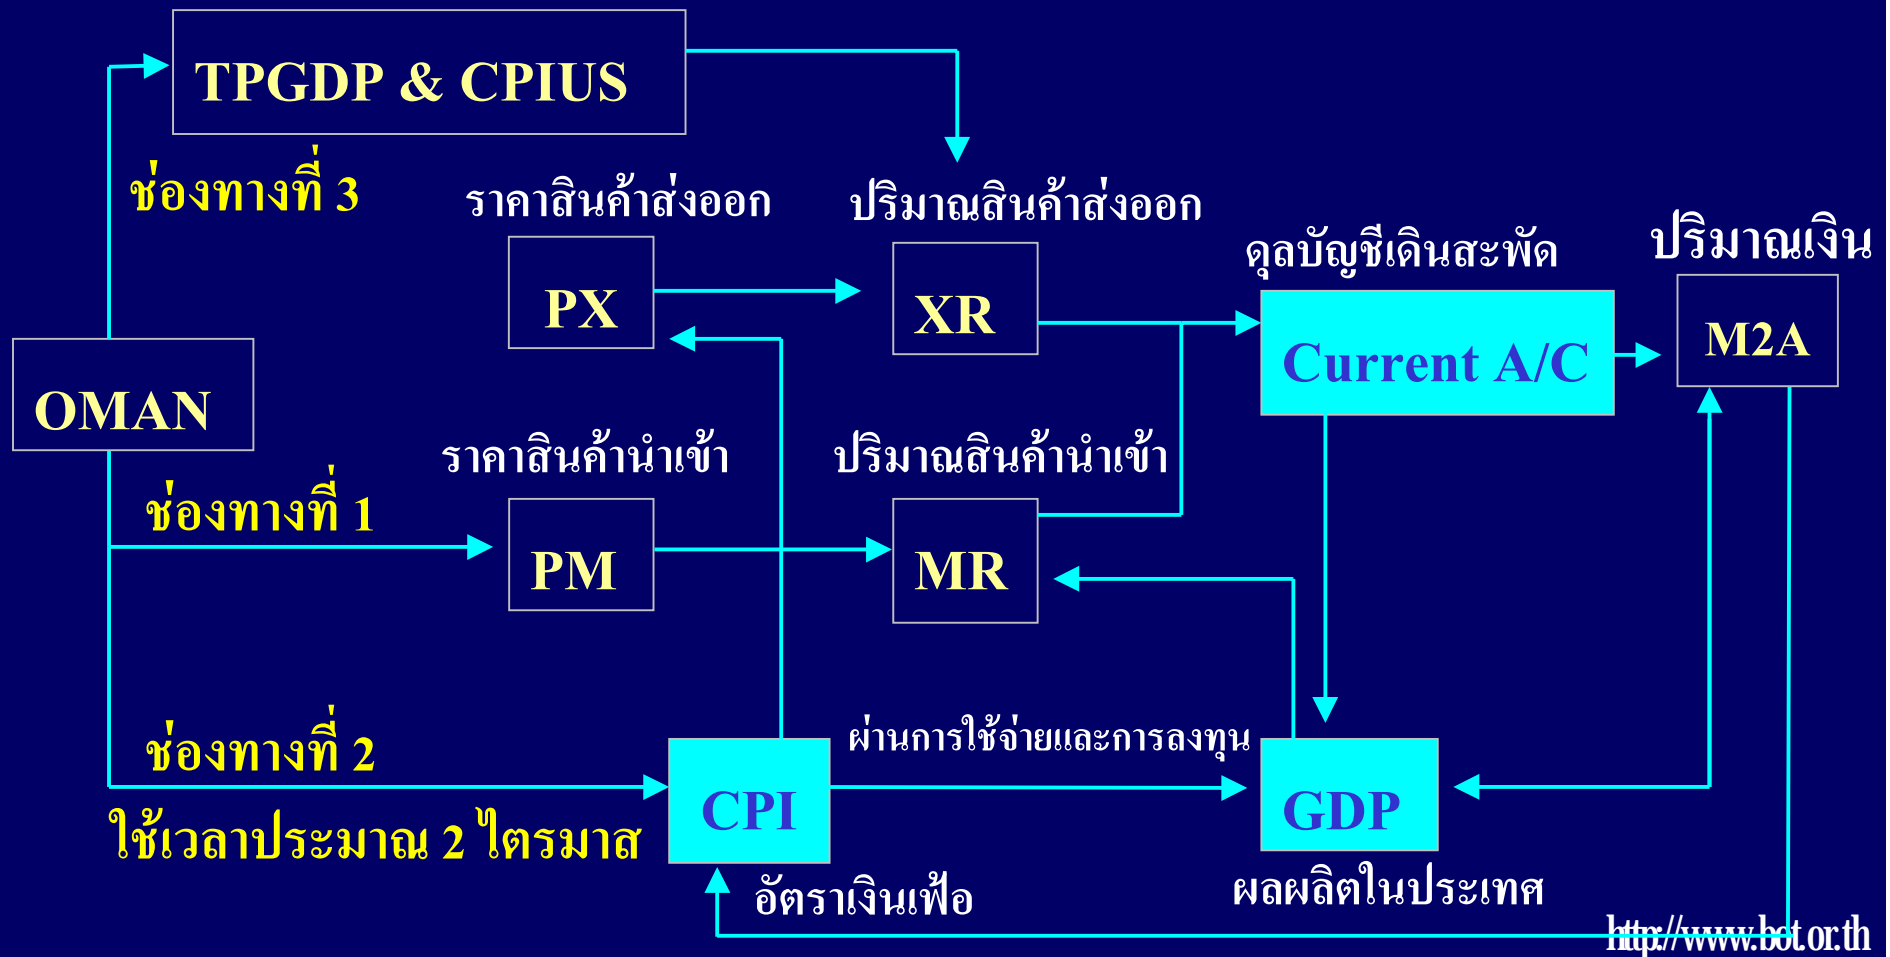 TPGDP & CPIUS
ช่องทางที่ 3
ราคาสินค้าส่งออก
ปริมาณสินค้าส่งออก
ดุลบัญชีเดินสะพัด
ปริมาณเงิน
PX
XR
Current A/C
M2A
OMAN
ราคาสินค้านำเข้า
ปริมาณสินค้านำเข้า
ช่องทางที่ 1
PM
MR
ช่องทางที่ 2
ผ่านการใช้จ่ายและการลงทุน
CPI
GDP
ใช้เวลาประมาณ 2 ไตรมาส
อัตราเงินเฟ้อ
ผลผลิตในประเทศ
http://www.bot.or.th